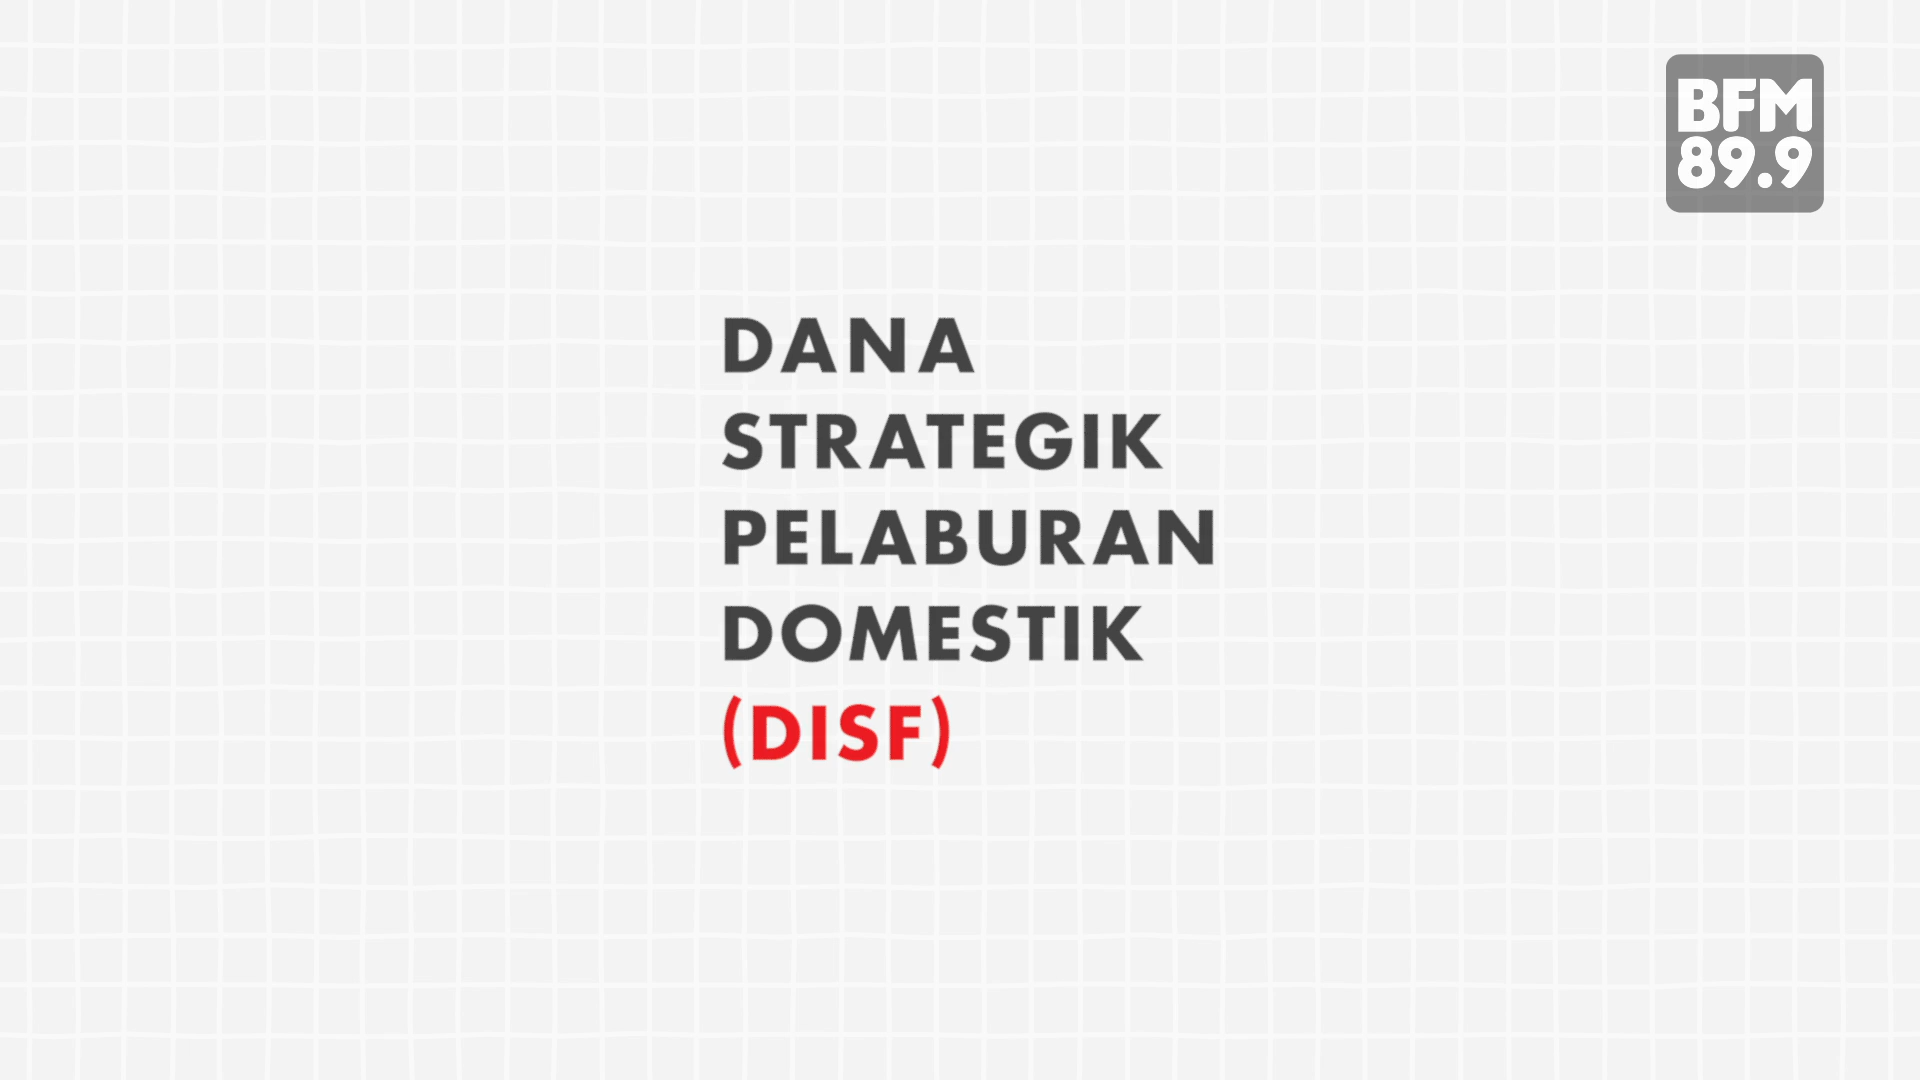 BFM
89.9
DANA
STRATEGIK
PELABURAN
DOMESTIK
(DISF)